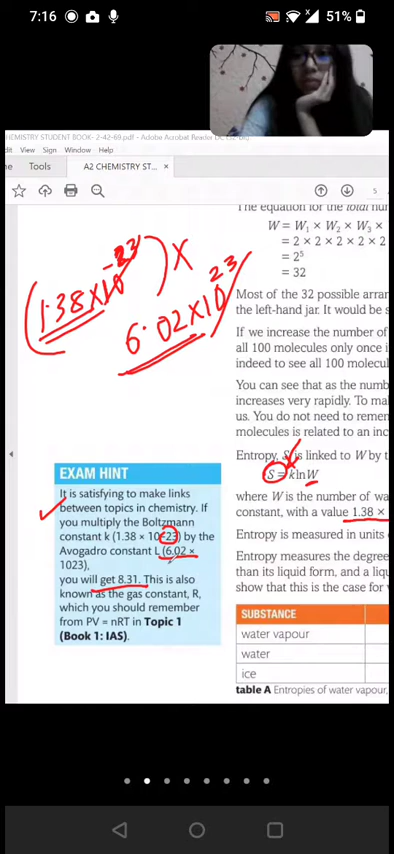 7:16
51%
CHEMISTRY STUDENT BOOK- 2-42-69.pdf - Adobe Acrobat Reader DC (32-bit)
dit View Sign Window Help
me Tools A2 CHEMISTRY ST... ×
5
(1.38×10⁻²³)×
6.02×10²³
The equation for the total nu
W = W₁ × W₂ × W₃ ×
= 2 × 2 × 2 × 2 × 2
= 2⁵
= 32
Most of the 32 possible arrar
the left-hand jar. It would be s
If we increase the number of
all 100 molecules only once i
indeed to see all 100 molecul
You can see that as the numb
increases very rapidly. To mal
us. You do not need to remer
molecules is related to an inc
Entropy, S, is linked to W by t
S = klnW
where W is the number of wa
constant, with a value 1.38 ×
Entropy is measured in units
Entropy measures the degree
than its liquid form, and a liqu
show that this is the case for
SUBSTANCE
water vapour
water
ice
table A Entropies of water vapour,
EXAM HINT
It is satisfying to make links
between topics in chemistry. If
you multiply the Boltzmann
constant k (1.38 × 10-23) by the
Avogadro constant L (6.02 ×
1023),
you will get 8.31. This is also
known as the gas constant, R,
which you should remember
from PV = nRT in Topic 1
(Book 1: IAS).